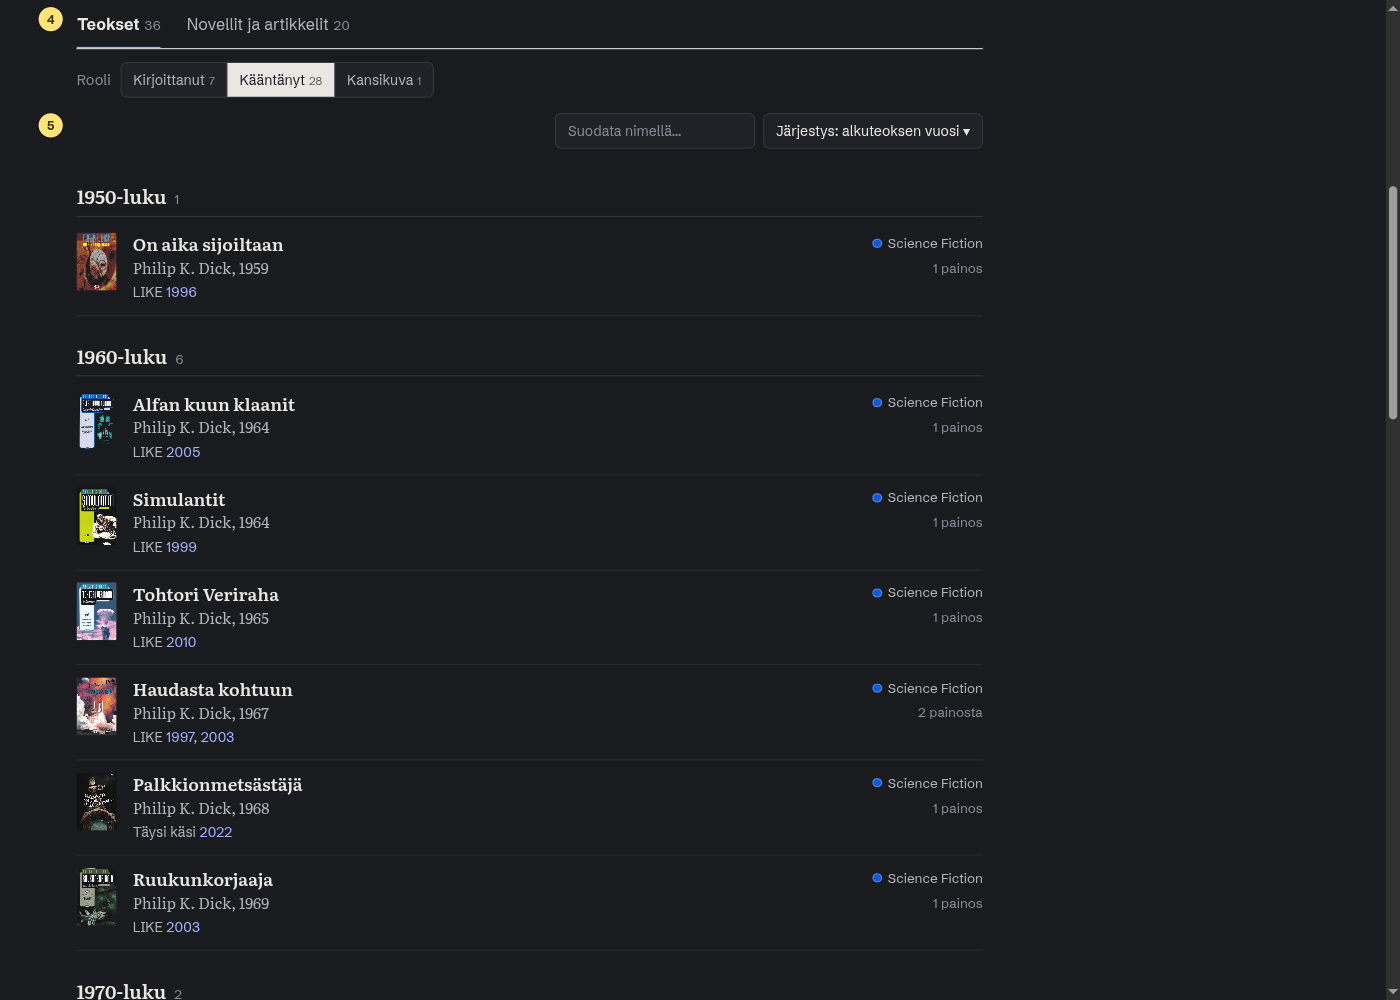 4
Teokset 36 Novellit ja artikkelit 20
Rooli Kirjoittanut 7 Kääntänyt 28 Kansikuva 1
5
Suodata nimellä... Järjestys: alkuteoksen vuosi ▾
1950-luku 1
On aika sijoiltaan
Science Fiction
Philip K. Dick, 1959
1 painos
LIKE 1996
1960-luku 6
Alfan kuun klaanit
Science Fiction
Philip K. Dick, 1964
1 painos
LIKE 2005
Simulantit
Science Fiction
Philip K. Dick, 1964
1 painos
LIKE 1999
Tohtori Veriraha
Science Fiction
Philip K. Dick, 1965
1 painos
LIKE 2010
Haudasta kohtuun
Science Fiction
Philip K. Dick, 1967
2 painosta
LIKE 1997, 2003
Palkkionmetsästäjä
Science Fiction
Philip K. Dick, 1968
1 painos
Täysi käsi 2022
Ruukunkorjaaja
Science Fiction
Philip K. Dick, 1969
1 painos
LIKE 2003
1970-luku 2